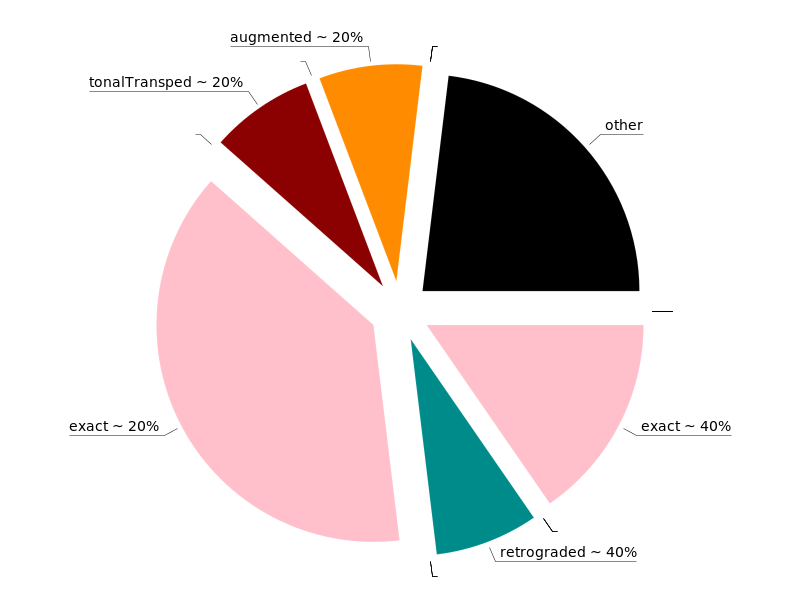 augmented ~ 20%
tonalTransped ~ 20%
other
exact ~ 20%
exact ~ 40%
retrograded ~ 40%